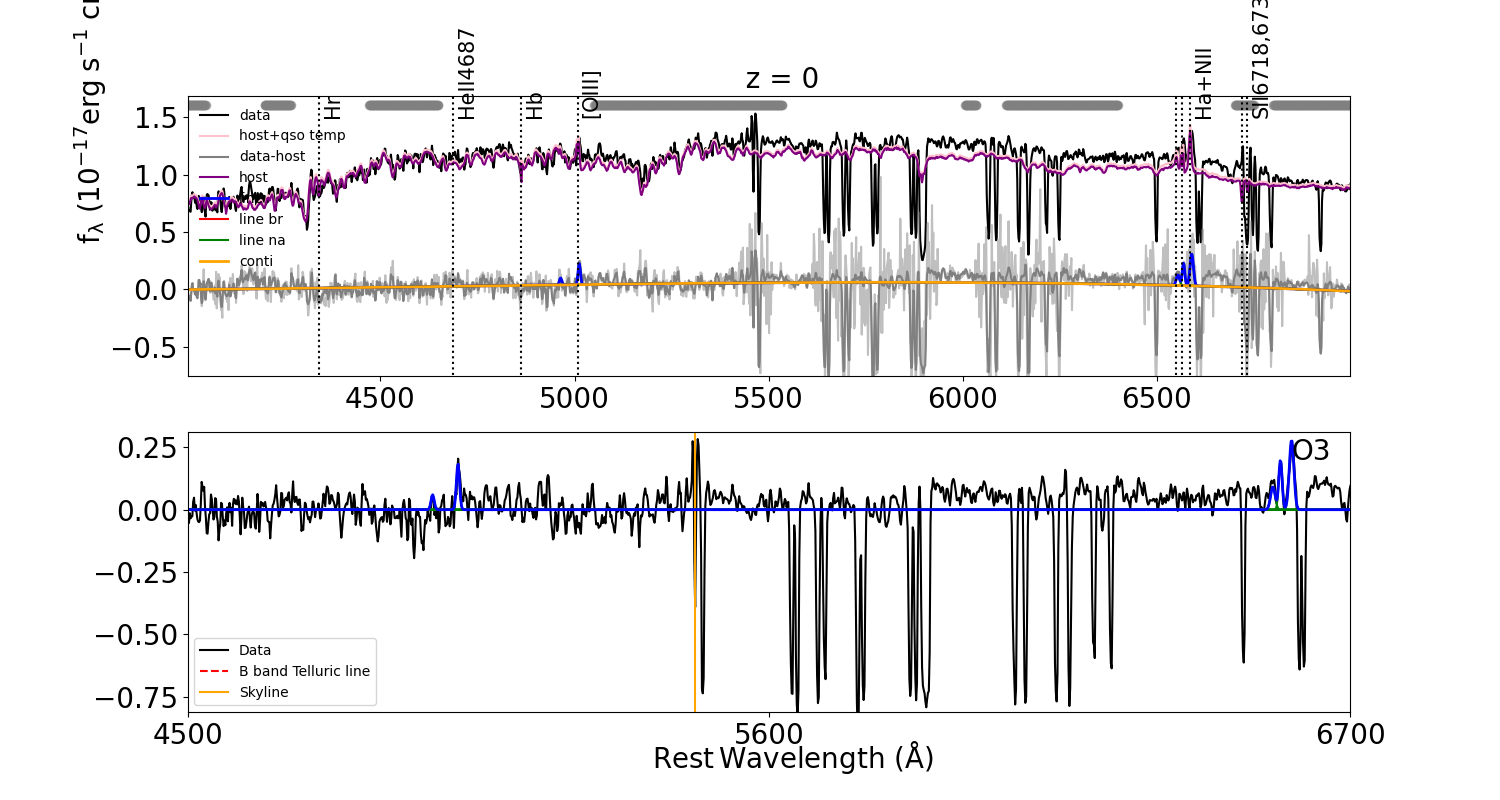 z = 0
f_λ (10^−17 erg s^−1 c
Hr
HeII4687
Hb
[OIII]
Ha+NII
SII6718,673
1.5
1.0
0.5
0.0
−0.5
data
host+qso temp
data-host
host
line br
line na
conti
4500 5000 5500 6000 6500
0.25
0.00
−0.25
−0.50
−0.75
O3
Data
B band Telluric line
Skyline
4500 5600 6700
Rest Wavelength (Å)